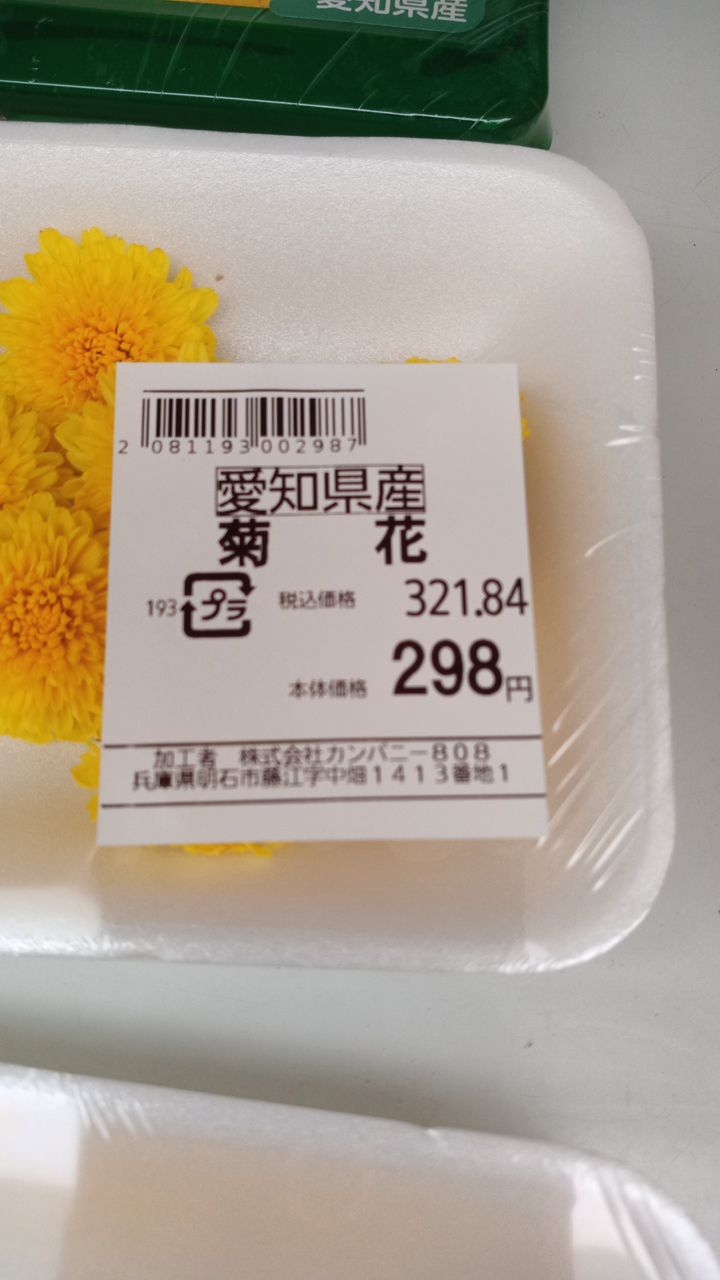 愛知県産
2 081193 002987
愛知県産
菊 花
193 プラ 税込価格 321.84
本体価格 298円
加工者 株式会社カンパニー808
兵庫県明石市藤江字中畑1413番地1